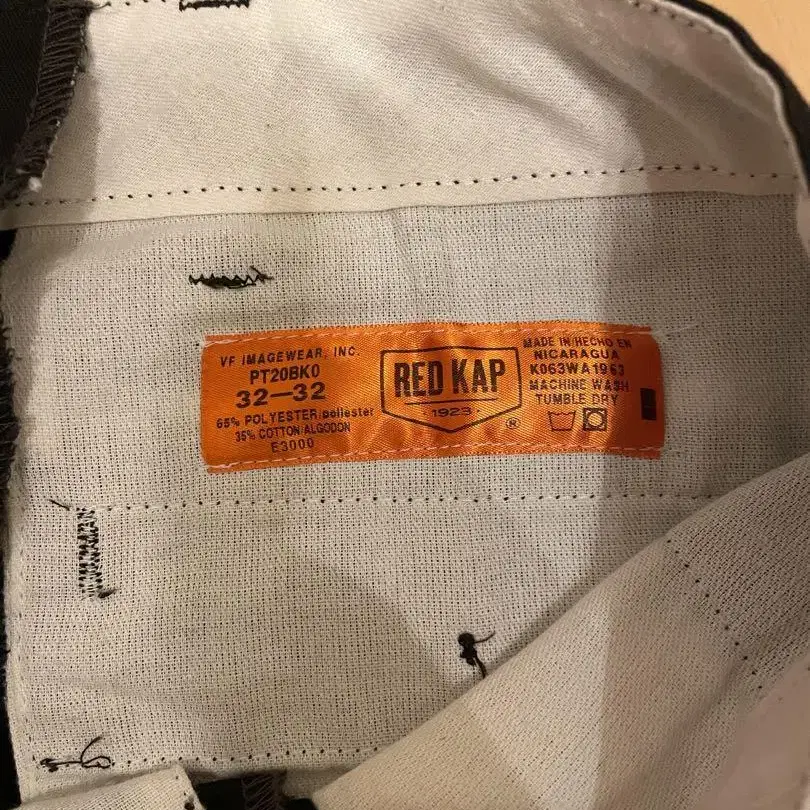 VF IMAGEWEAR, INC.
PT20BK0
32—32
65% POLYESTER/poliester
35% COTTON/ALGODON
E3000
RED KAP
·1923·
®
MADE IN/HECHO EN
NICARAGUA
K063WA1963
MACHINE WASH
TUMBLE DRY